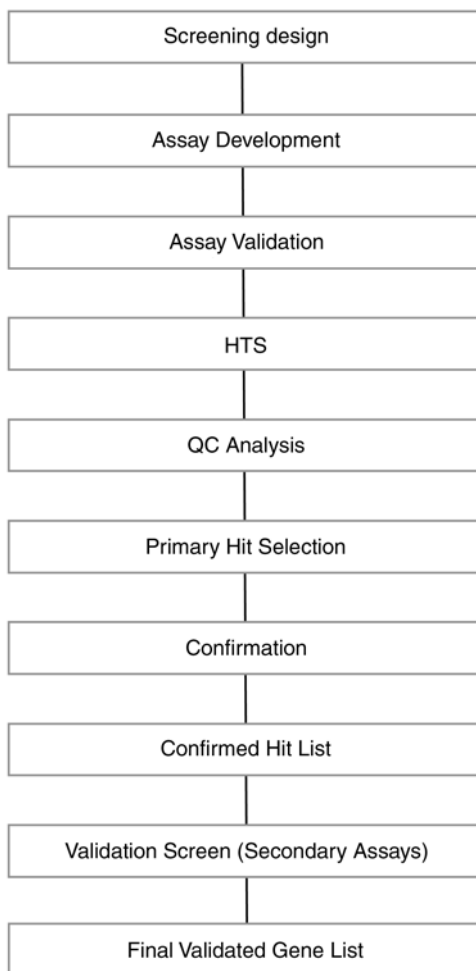 Screening design
Assay Development
Assay Validation
HTS
QC Analysis
Primary Hit Selection
Confirmation
Confirmed Hit List
Validation Screen (Secondary Assays)
Final Validated Gene List